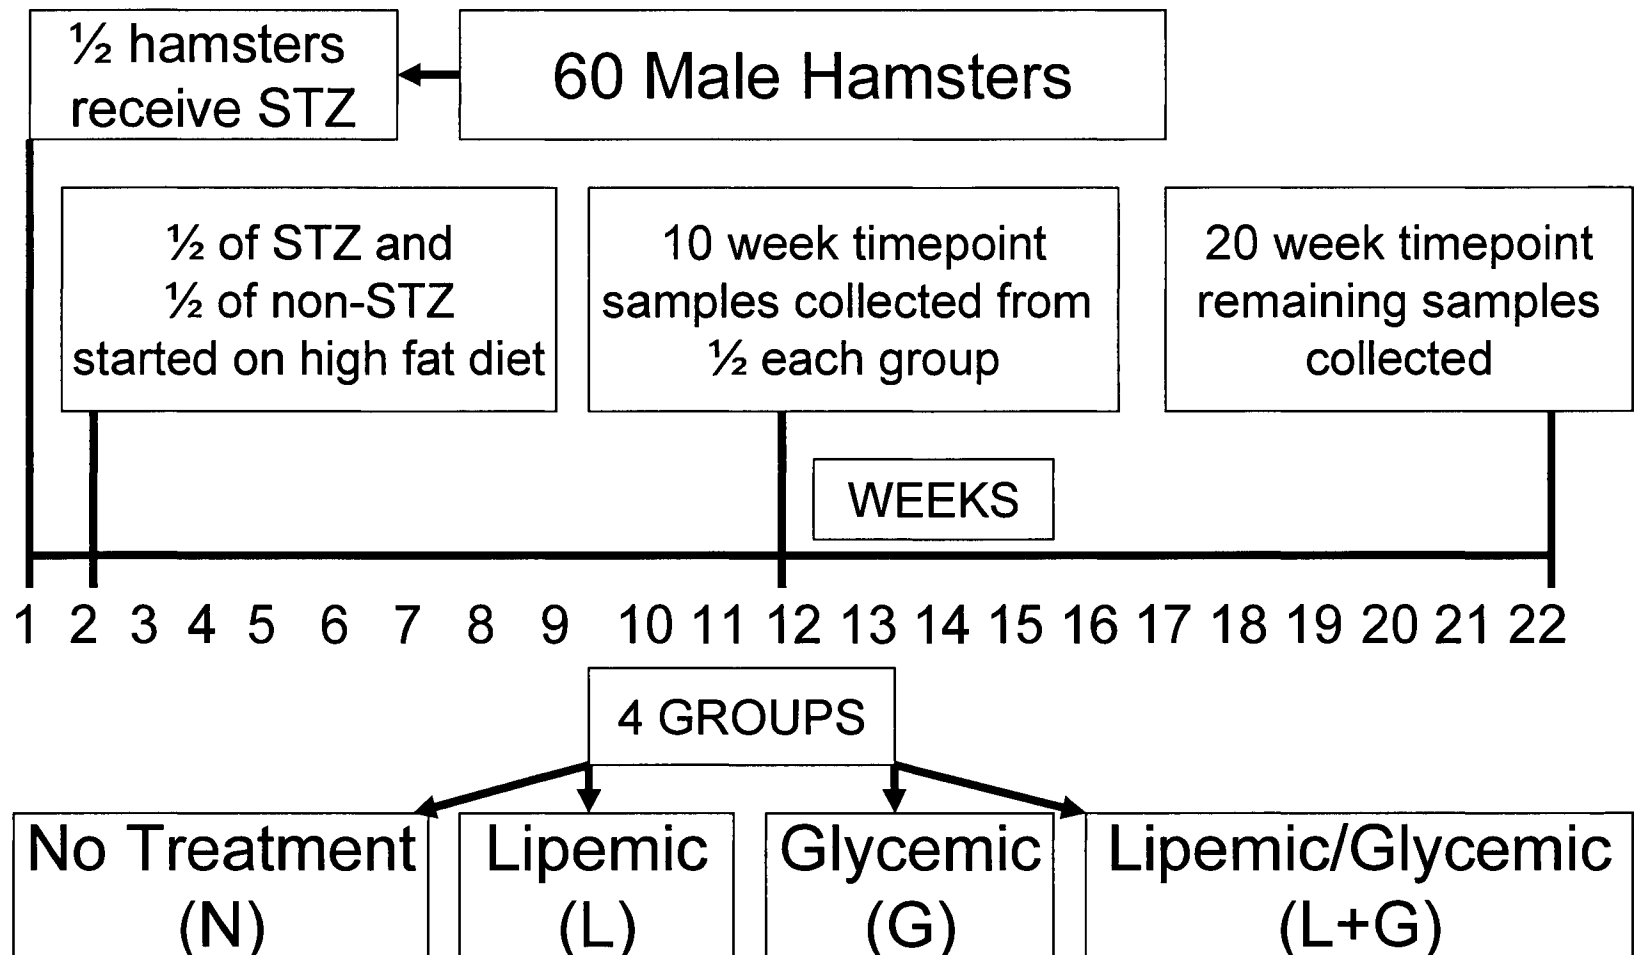 ½ hamsters
receive STZ
60 Male Hamsters
½ of STZ and
½ of non-STZ
started on high fat diet
10 week timepoint
samples collected from
½ each group
20 week timepoint
remaining samples
collected
WEEKS
1 2 3 4 5 6 7 8 9 10 11 12 13 14 15 16 17 18 19 20 21 22
4 GROUPS
No Treatment
(N)
Lipemic
(L)
Glycemic
(G)
Lipemic/Glycemic
(L+G)